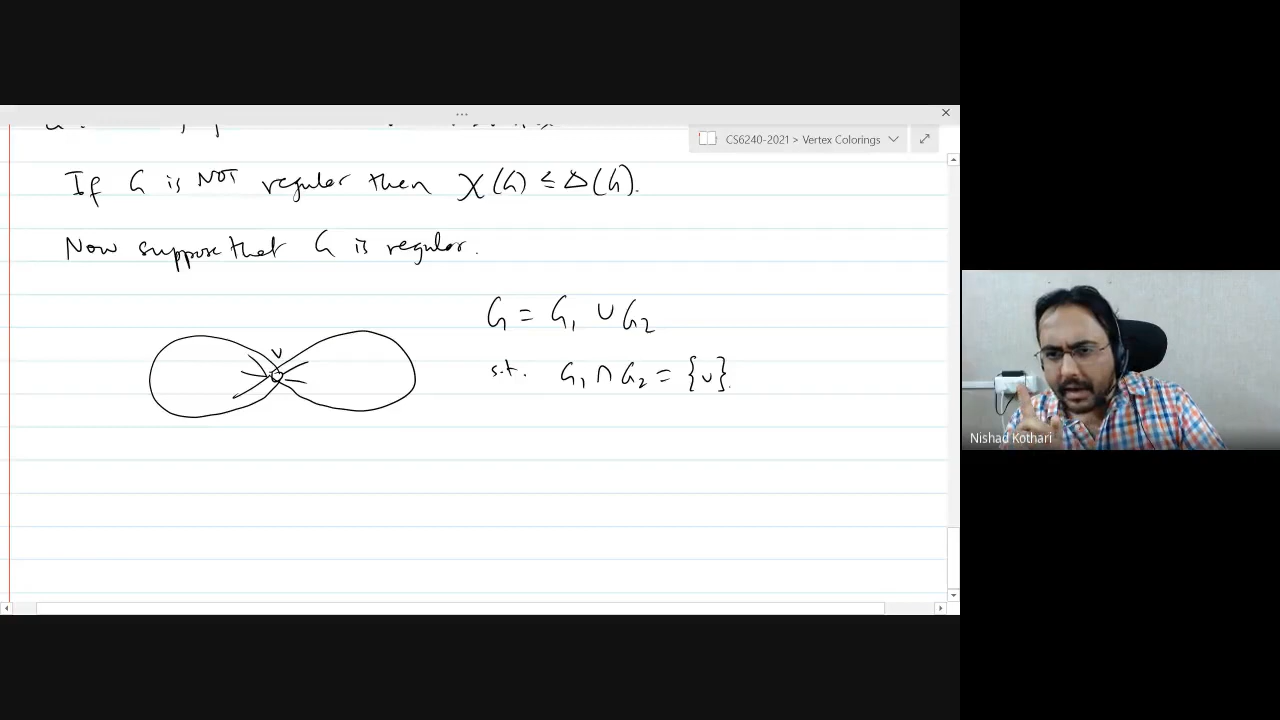 CS6240-2021 > Vertex Colorings
If G is NOT regular then χ(G) ≤ Δ(G).
Now suppose that G is regular.
G = G₁ ∪ G₂
v
s.t. G₁ ∩ G₂ = {v}.
Nishad Kothari